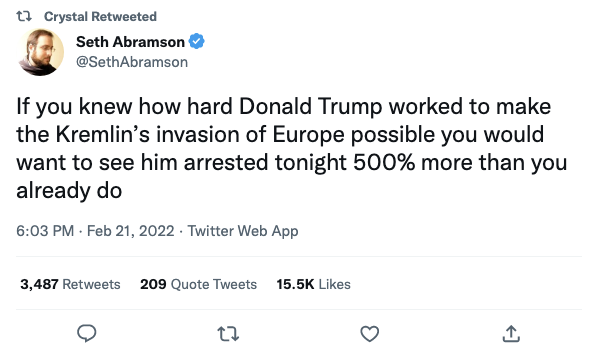 Crystal Retweeted
Seth Abramson
@SethAbramson
If you knew how hard Donald Trump worked to make
the Kremlin’s invasion of Europe possible you would
want to see him arrested tonight 500% more than you
already do
6:03 PM · Feb 21, 2022 · Twitter Web App
3,487 Retweets 209 Quote Tweets 15.5K Likes